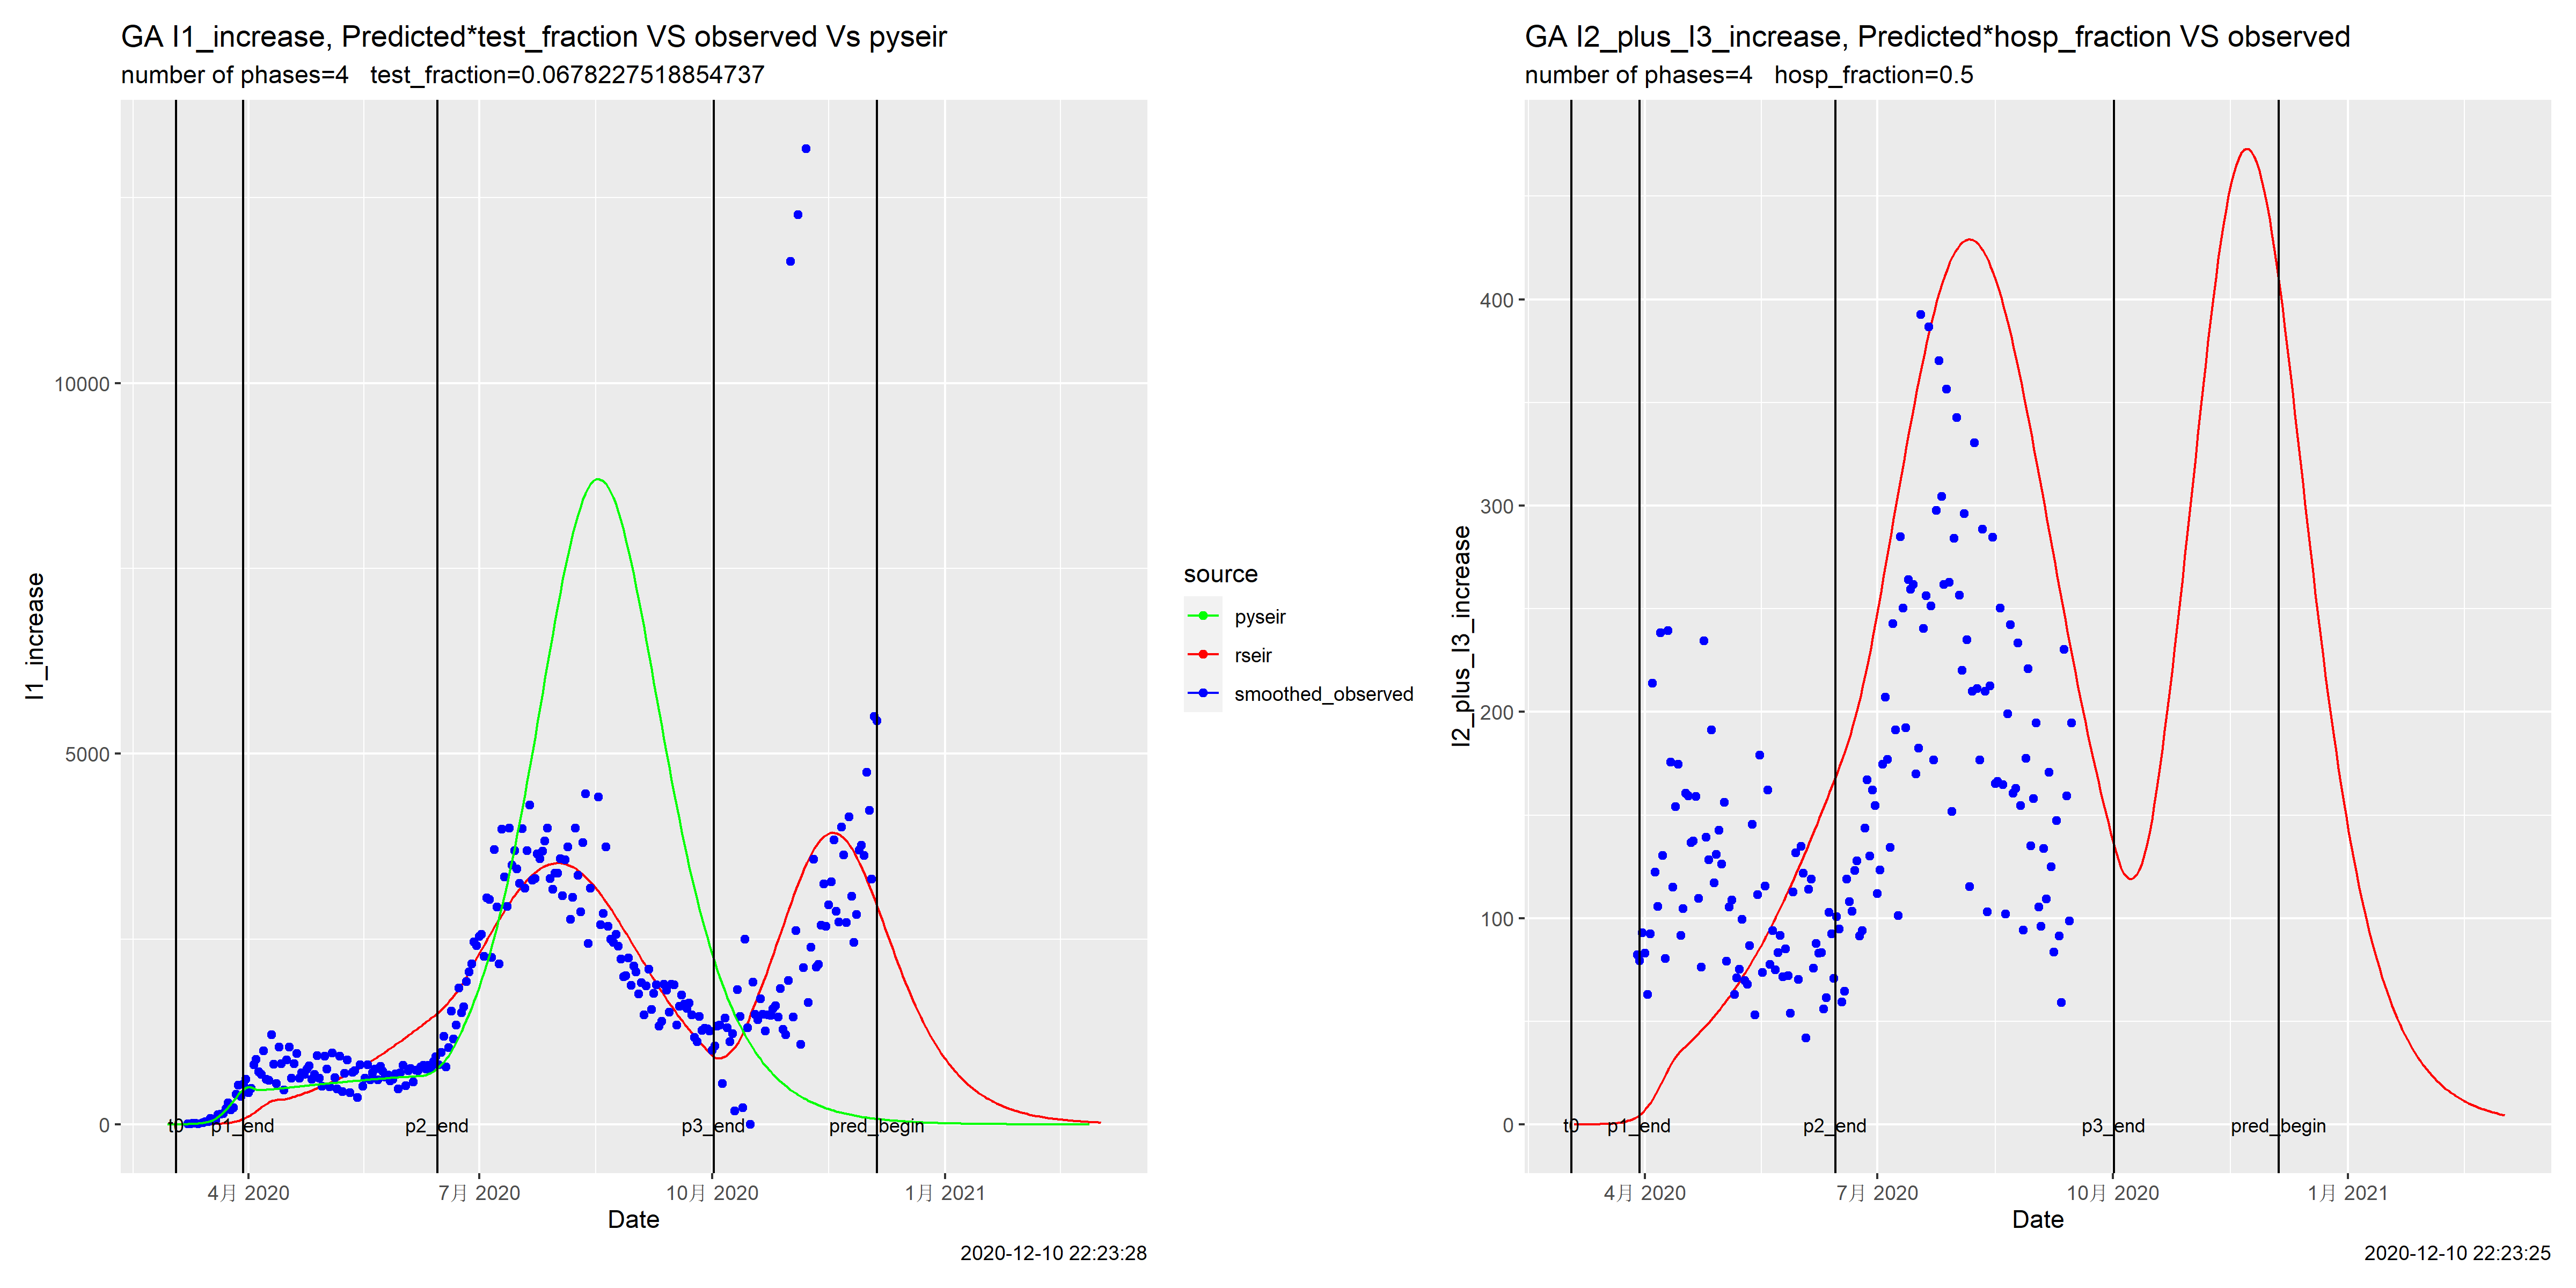 GA I1_increase, Predicted*test_fraction VS observed Vs pyseir
number of phases=4   test_fraction=0.0678227518854737
I1_increase
10000
5000
0
t0
p1_end
p2_end
p3_end
pred_begin
4月 2020
7月 2020
10月 2020
1月 2021
Date
2020-12-10 22:23:28
source
pyseir
rseir
smoothed_observed
GA I2_plus_I3_increase, Predicted*hosp_fraction VS observed
number of phases=4   hosp_fraction=0.5
I2_plus_I3_increase
400
300
200
100
0
t0
p1_end
p2_end
p3_end
pred_begin
4月 2020
7月 2020
10月 2020
1月 2021
Date
2020-12-10 22:23:25